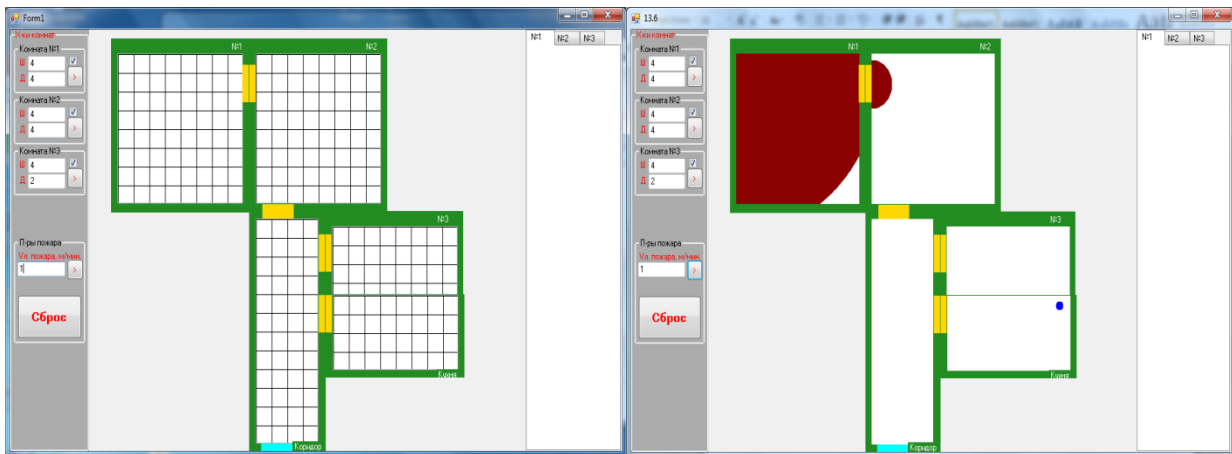 Form1
Х-ки комнат
Комната №1
Ш 4
Д 4
>
Комната №2
Ш 4
Д 4
>
Комната №3
Ш 4
Д 2
>
П-ры пожара
Vл. пожара, м/мин.
1
>
Сброс
№1
№2
№3
Кухня
Коридор
№1 №2 №3
13.6
Х-ки комнат
Комната №1
Ш 4
Д 4
>
Комната №2
Ш 4
Д 4
>
Комната №3
Ш 4
Д 2
>
П-ры пожара
Vл. пожара, м/мин.
1
>
Сброс
№1
№2
№3
Кухня
Коридор
№1 №2 №3